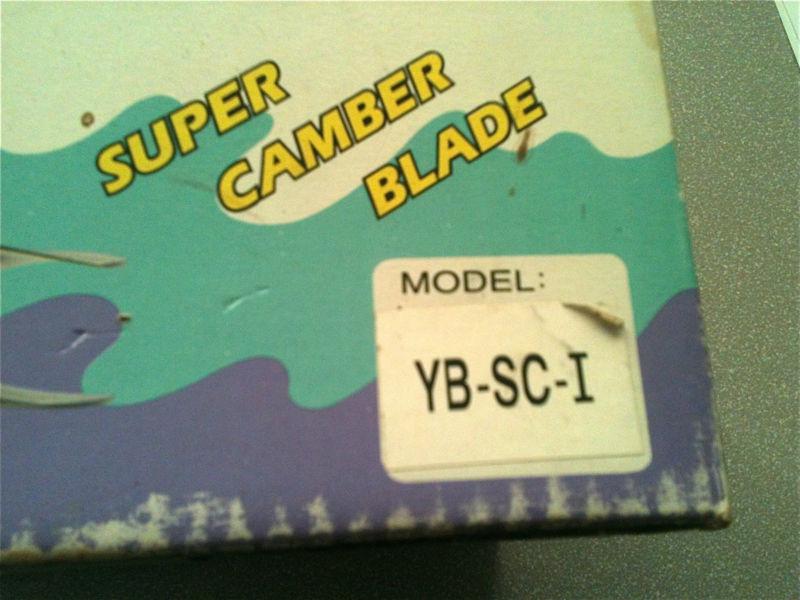 SUPER
CAMBER
BLADE
MODEL:
YB-SC-I